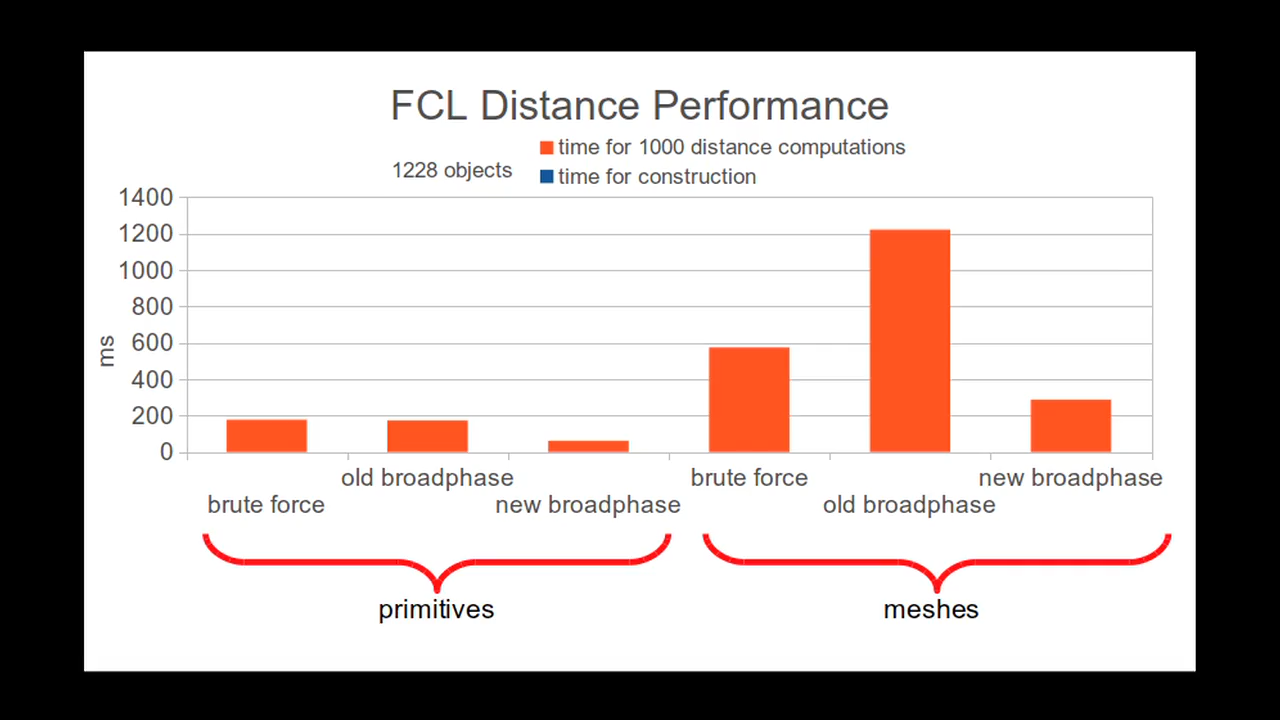 FCL Distance Performance
time for 1000 distance computations
1228 objects
time for construction
1400
1200
1000
800
600
400
200
0
ms
old broadphase
brute force
new broadphase
brute force
new broadphase
old broadphase
primitives
meshes